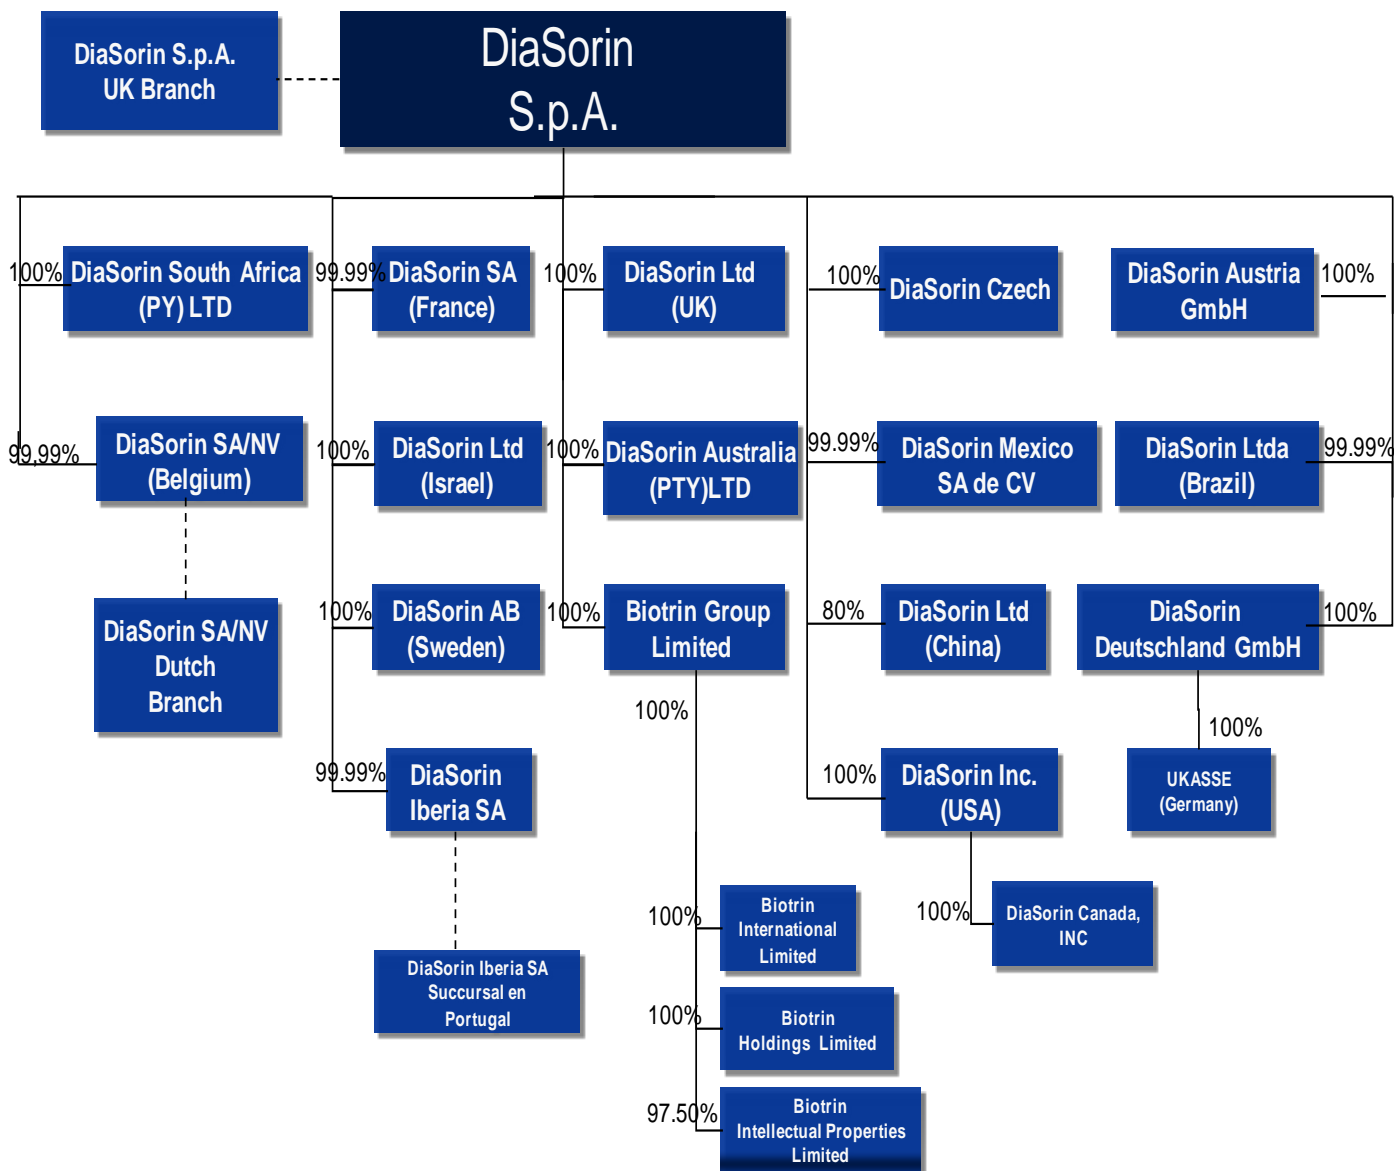 DiaSorin S.p.A.
UK Branch
DiaSorin
S.p.A.
100%
DiaSorin South Africa
(PY) LTD
99.99%
DiaSorin SA
(France)
100%
DiaSorin Ltd
(UK)
100%
DiaSorin Czech
DiaSorin Austria
GmbH
100%
99,99%
DiaSorin SA/NV
(Belgium)
100%
DiaSorin Ltd
(Israel)
100%
DiaSorin Australia
(PTY)LTD
99.99%
DiaSorin Mexico
SA de CV
DiaSorin Ltda
(Brazil)
99.99%
DiaSorin SA/NV
Dutch
Branch
100%
DiaSorin AB
(Sweden)
100%
Biotrin Group
Limited
80%
DiaSorin Ltd
(China)
DiaSorin
Deutschland GmbH
100%
100%
100%
99.99%
DiaSorin
Iberia SA
100%
DiaSorin Inc.
(USA)
UKASSE
(Germany)
100%
Biotrin
International
Limited
100%
DiaSorin Canada,
INC
DiaSorin Iberia SA
Succursal en
Portugal
100%
Biotrin
Holdings Limited
97.50%
Biotrin
Intellectual Properties
Limited